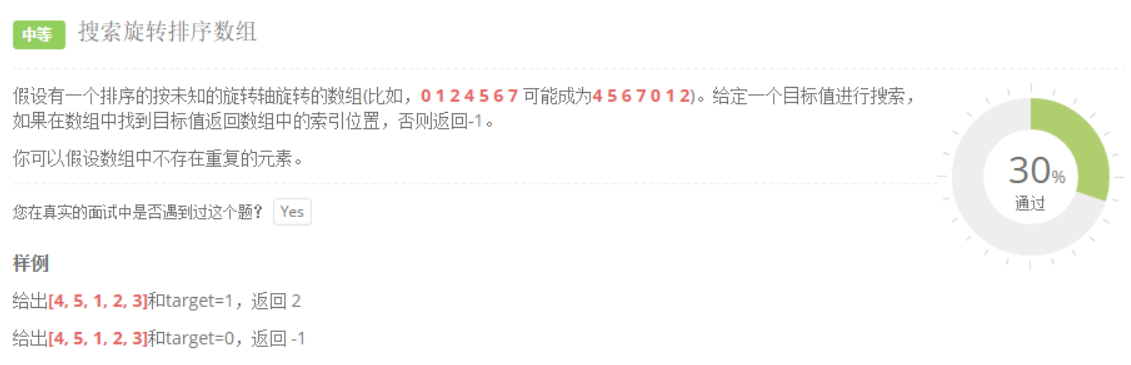 中等 搜索旋转排序数组
假设有一个排序的按未知的旋转轴旋转的数组(比如，0 1 2 4 5 6 7 可能成为4 5 6 7 0 1 2)。给定一个目标值进行搜索，
如果在数组中找到目标值返回数组中的索引位置，否则返回-1。
你可以假设数组中不存在重复的元素。
30%
通过
您在真实的面试中是否遇到过这个题？ Yes
样例
给出[4, 5, 1, 2, 3]和target=1，返回 2
给出[4, 5, 1, 2, 3]和target=0，返回 -1